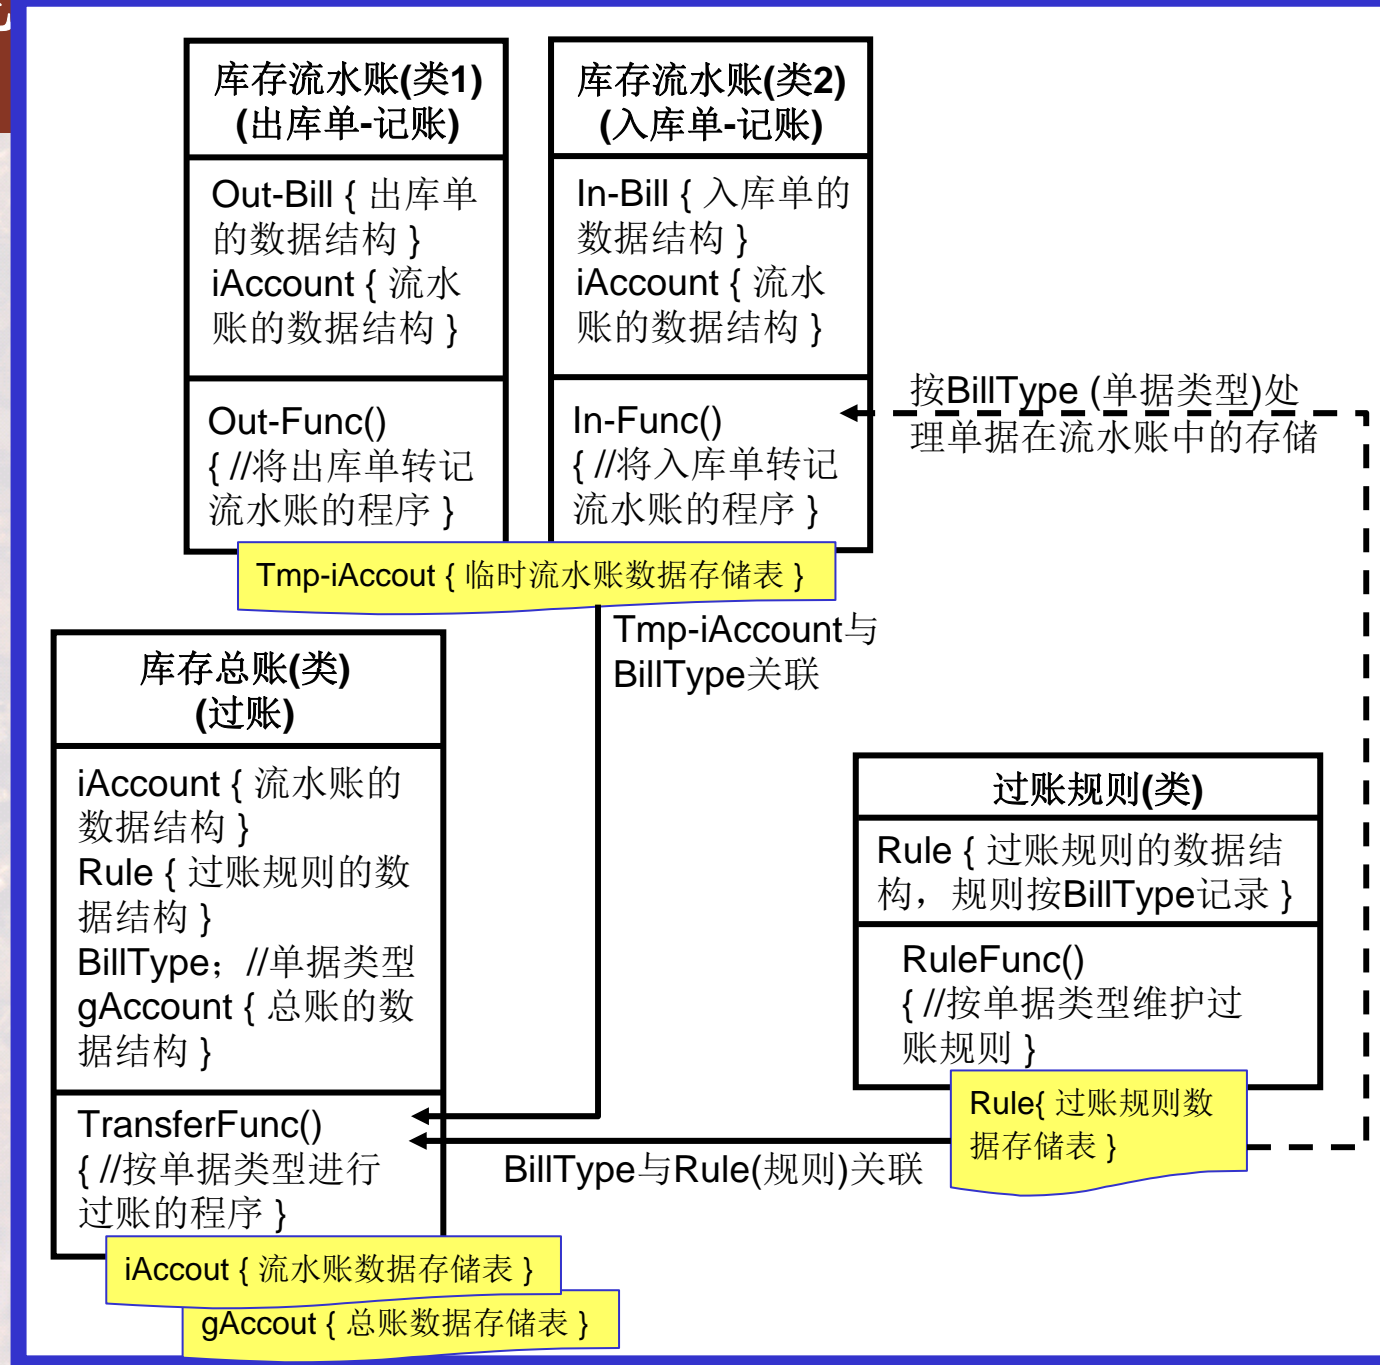 库存流水账(类1)
(出库单-记账)
Out-Bill { 出库单
的数据结构 }
iAccount { 流水
账的数据结构 }
Out-Func()
{ //将出库单转记
流水账的程序 }
库存流水账(类2)
(入库单-记账)
In-Bill { 入库单的
数据结构 }
iAccount { 流水
账的数据结构 }
In-Func()
{ //将入库单转记
流水账的程序 }
按BillType (单据类型)处
理单据在流水账中的存储
Tmp-iAccout { 临时流水账数据存储表 }
Tmp-iAccount与
BillType关联
库存总账(类)
(过账)
iAccount { 流水账的
数据结构 }
Rule { 过账规则的数
据结构 }
BillType；//单据类型
gAccount { 总账的数
据结构 }
TransferFunc()
{ //按单据类型进行
过账的程序 }
iAccout { 流水账数据存储表 }
gAccout { 总账数据存储表 }
过账规则(类)
Rule { 过账规则的数据结
构，规则按BillType记录 }
RuleFunc()
{ //按单据类型维护过
账规则 }
Rule{ 过账规则数
据存储表 }
BillType与Rule(规则)关联